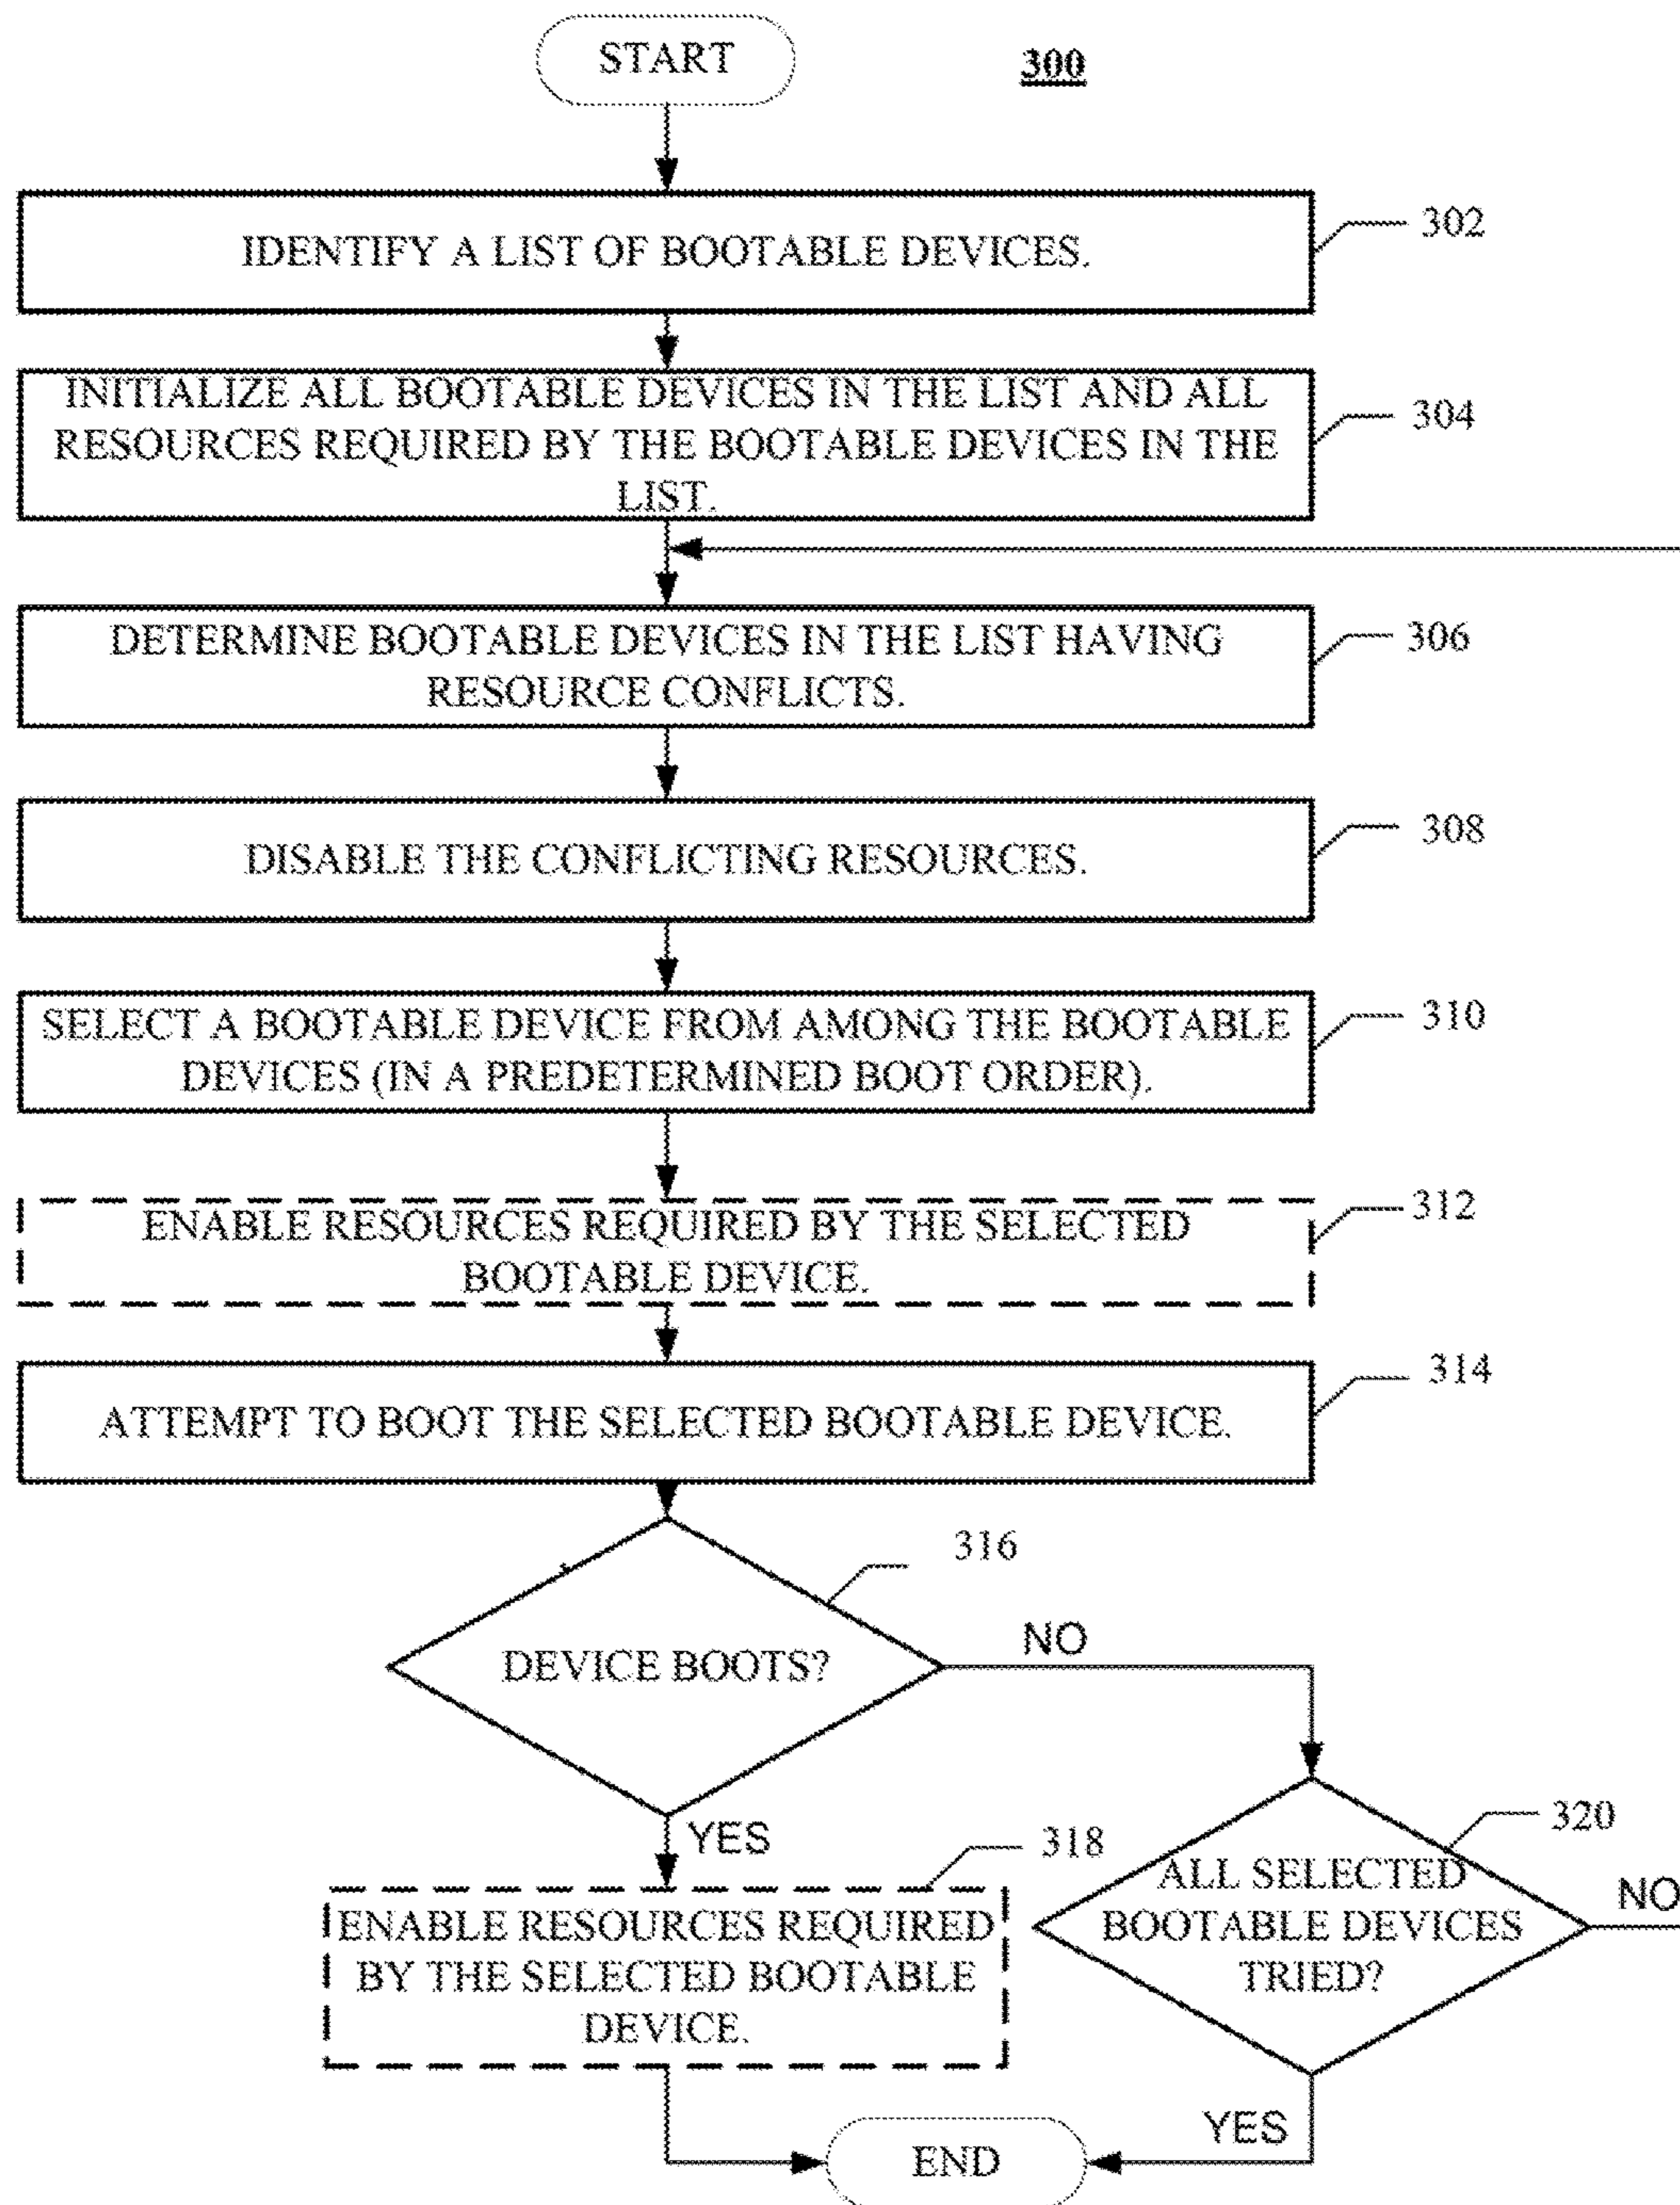 START
300
IDENTIFY A LIST OF BOOTABLE DEVICES.
302
INITIALIZE ALL BOOTABLE DEVICES IN THE LIST AND ALL
RESOURCES REQUIRED BY THE BOOTABLE DEVICES IN THE
LIST.
304
DETERMINE BOOTABLE DEVICES IN THE LIST HAVING
RESOURCE CONFLICTS.
306
DISABLE THE CONFLICTING RESOURCES.
308
SELECT A BOOTABLE DEVICE FROM AMONG THE BOOTABLE
DEVICES (IN A PREDETERMINED BOOT ORDER).
310
ENABLE RESOURCES REQUIRED BY THE SELECTED
BOOTABLE DEVICE.
312
ATTEMPT TO BOOT THE SELECTED BOOTABLE DEVICE.
314
316
DEVICE BOOTS?
NO
YES
318
ENABLE RESOURCES REQUIRED
BY THE SELECTED BOOTABLE
DEVICE.
320
ALL SELECTED
BOOTABLE DEVICES
TRIED?
NO
YES
END